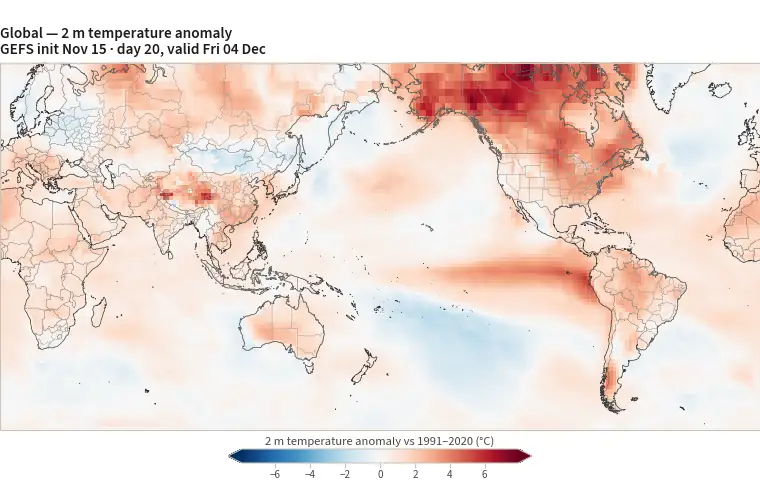 Global — 2 m temperature anomaly
GEFS init Nov 15 · day 20, valid Fri 04 Dec
2 m temperature anomaly vs 1991–2020 (°C)
−6 −4 −2 0 2 4 6